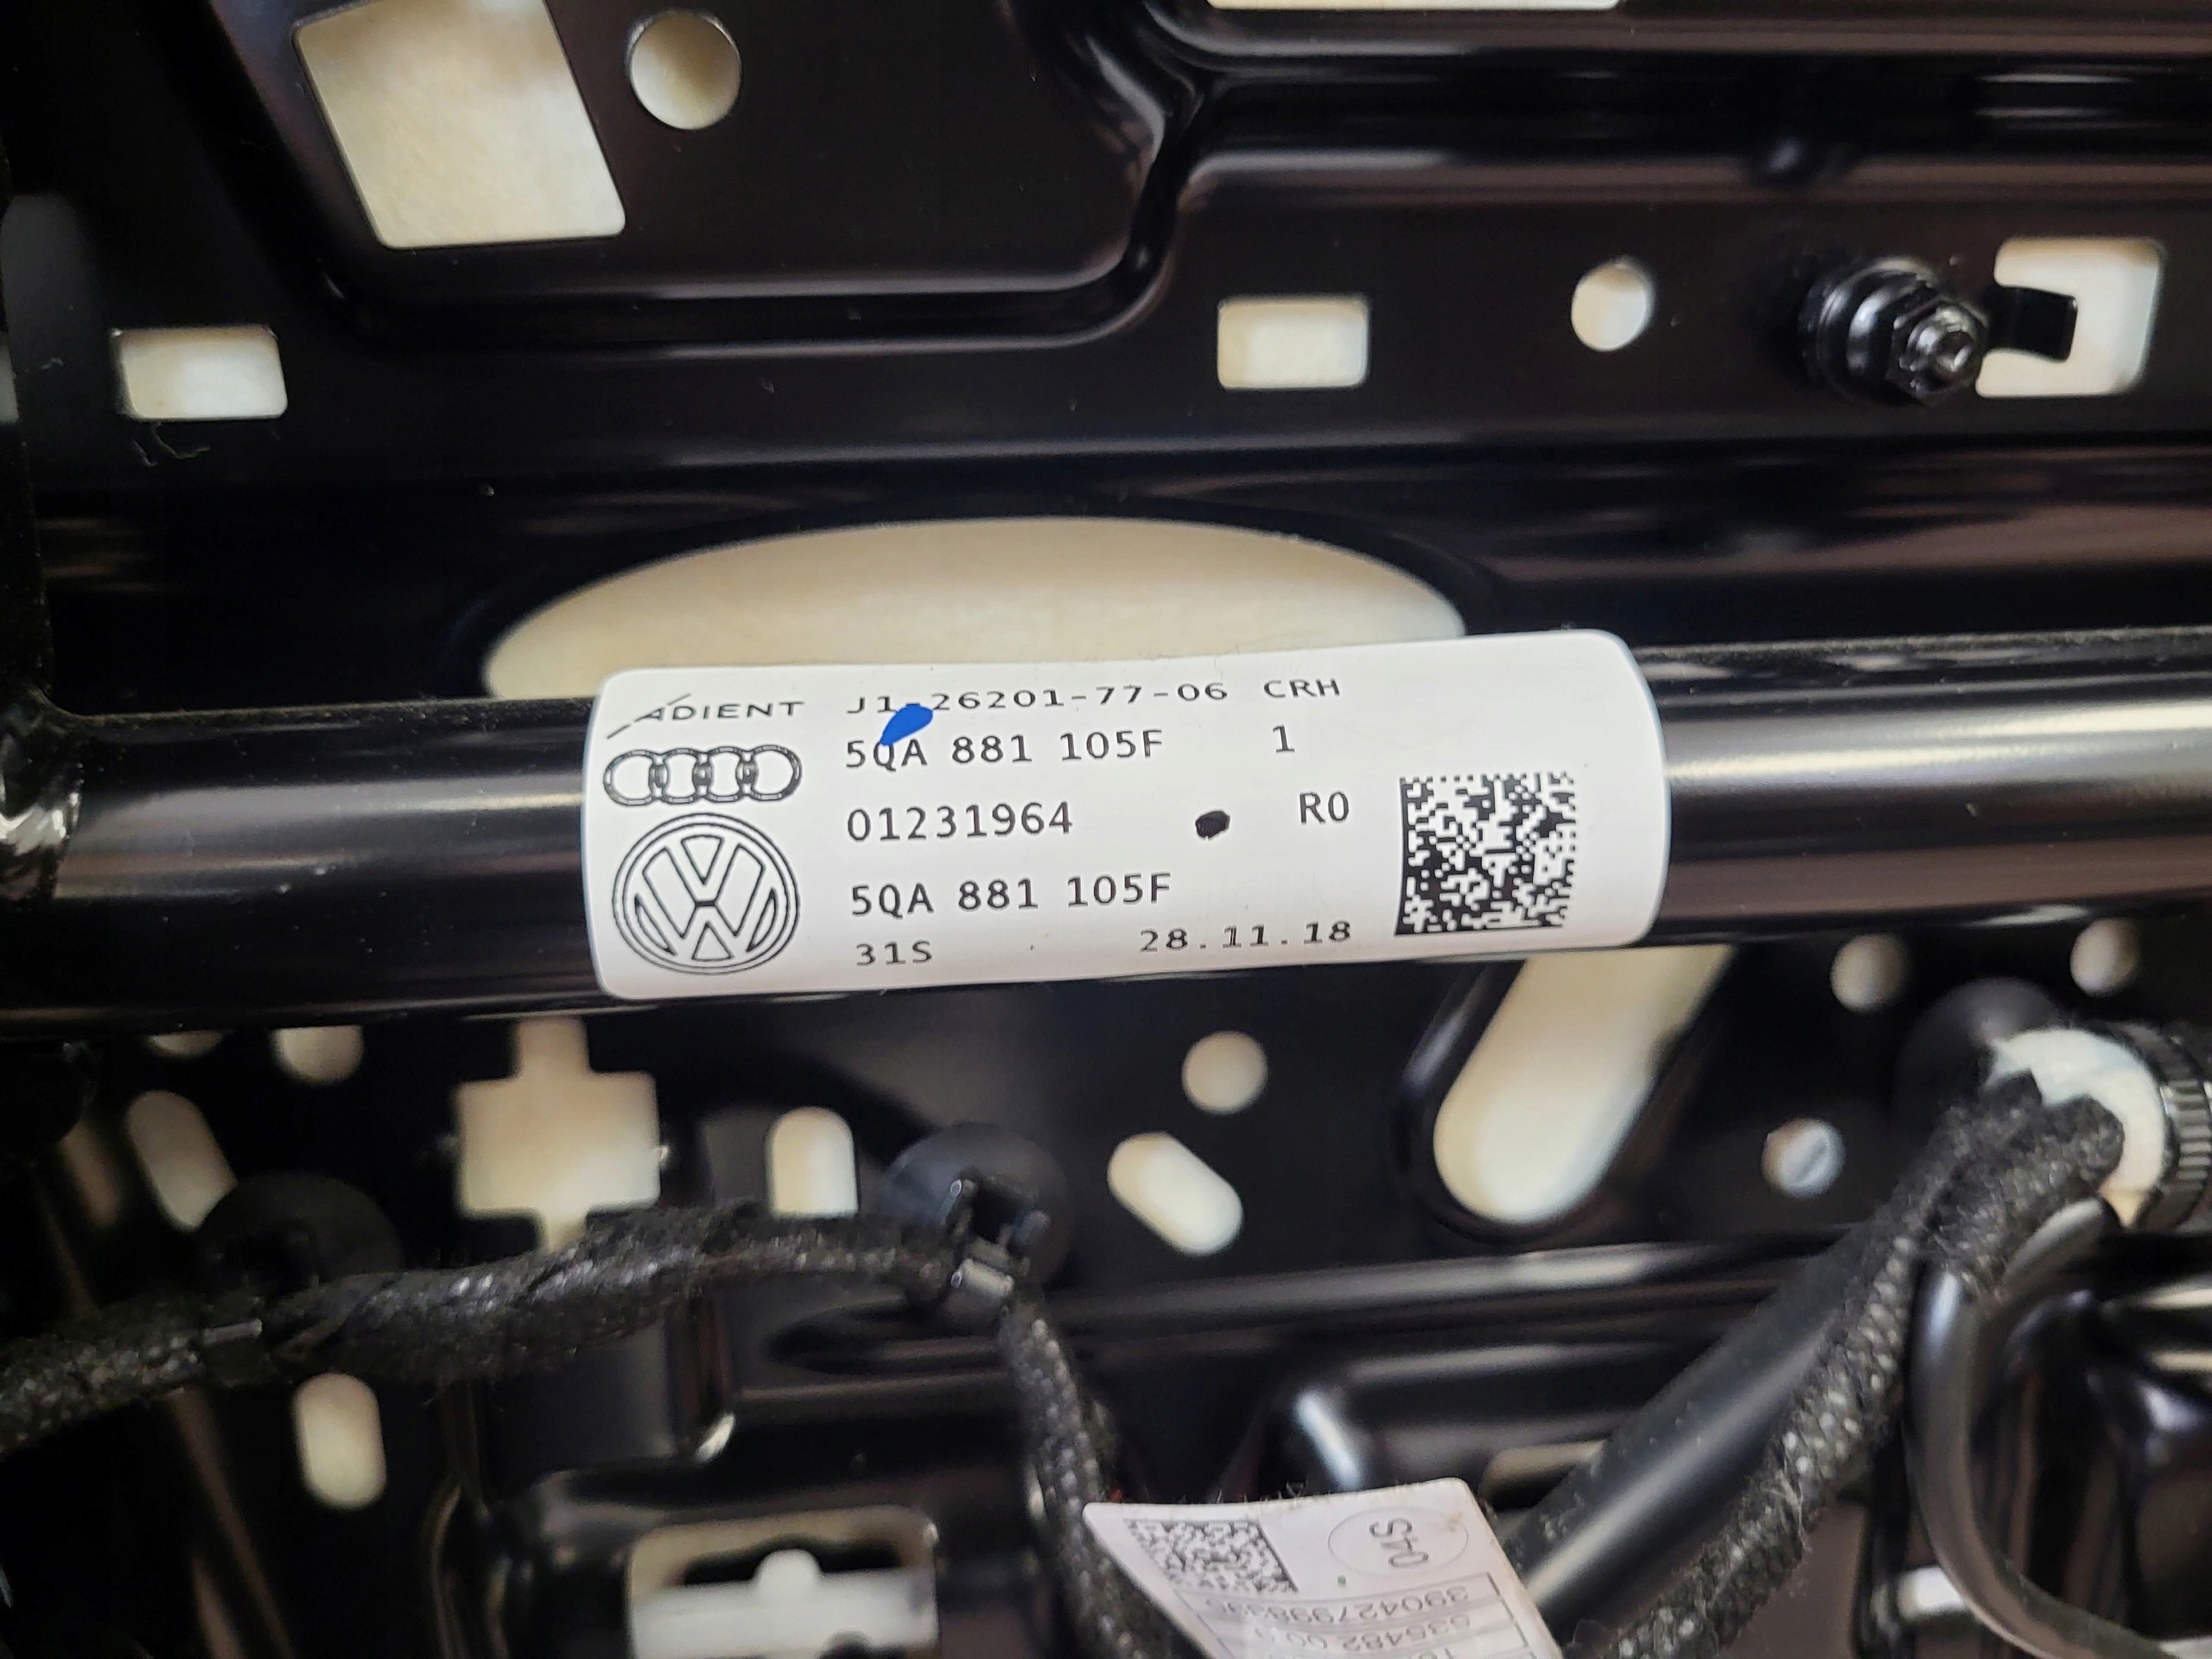 ADIENT J1-26201-77-06 CRH
5QA 881 105F 1
01231964 R0
5QA 881 105F
31S 28.11.18
04S